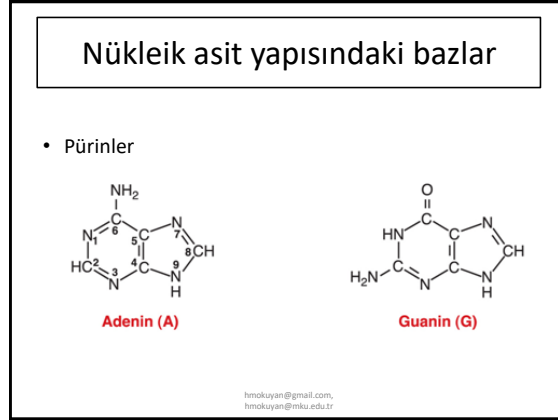 Nükleik asit yapısındaki bazlar
• Pürinler
NH2
C
6
N
1
5
C
N
7
8
CH
HC
2
4
C
9
N
3
N
H
Adenin (A)
O
C
HN
C
N
CH
H2N
C
N
C
N
H
Guanin (G)
hmokuyan@gmail.com,
hmokuyan@mku.edu.tr